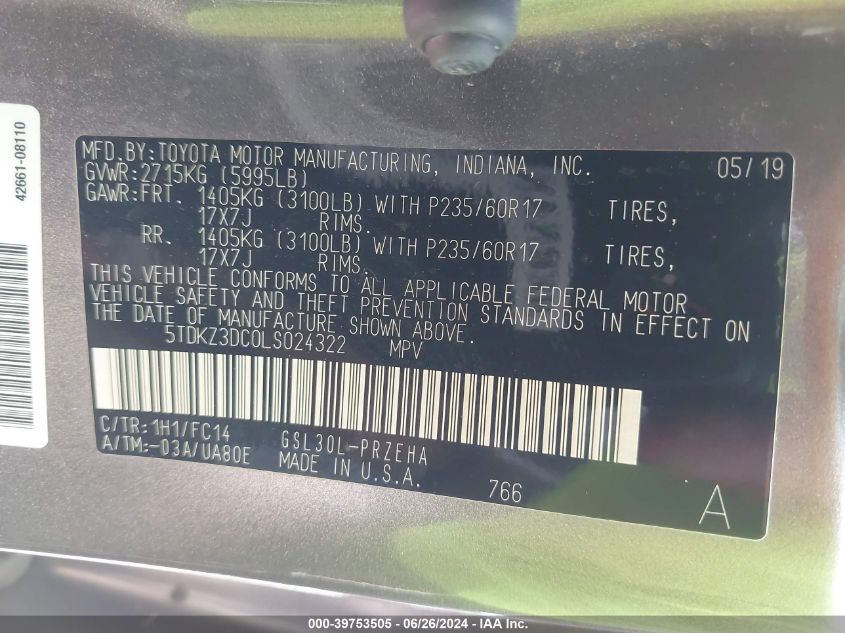 42661-08110
MFD.BY:TOYOTA MOTOR MANUFACTURING, INDIANA, INC. 05/19
GVWR:2715KG (5995LB)
GAWR:FRT. 1405KG (3100LB) WITH P235/60R17 TIRES,
17X7J RIMS.
RR. 1405KG (3100LB) WITH P235/60R17 TIRES,
17X7J RIMS.
THIS VEHICLE CONFORMS TO ALL APPLICABLE FEDERAL MOTOR
VEHICLE SAFETY AND THEFT PREVENTION STANDARDS IN EFFECT ON
THE DATE OF MANUFACTURE SHOWN ABOVE.
5TDKZ3DC0LS024322 MPV
C/TR:1H1/FC14 GSL30L-PRZEHA
A/TM:-03A/UA80E MADE IN U.S.A.
766 A
000-39753505 - 06/26/2024 - IAA Inc.